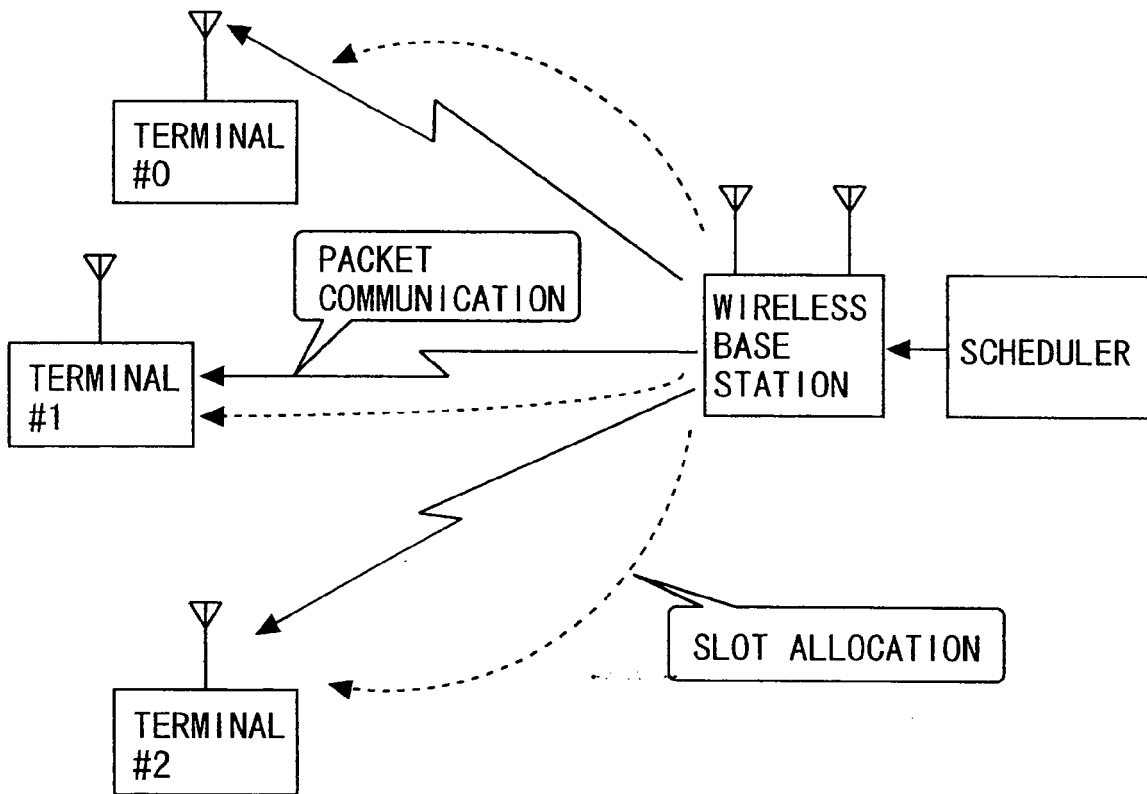 TERMINAL
#0
PACKET
COMMUNICATION
WIRELESS
BASE
STATION
SCHEDULER
TERMINAL
#1
SLOT ALLOCATION
TERMINAL
#2